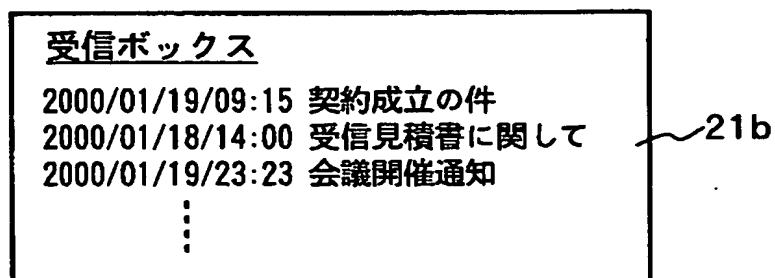 受信ボックス
2000/01/19/09:15 契約成立の件
2000/01/18/14:00 受信見積書に関して
2000/01/19/23:23 会議開催通知
21b